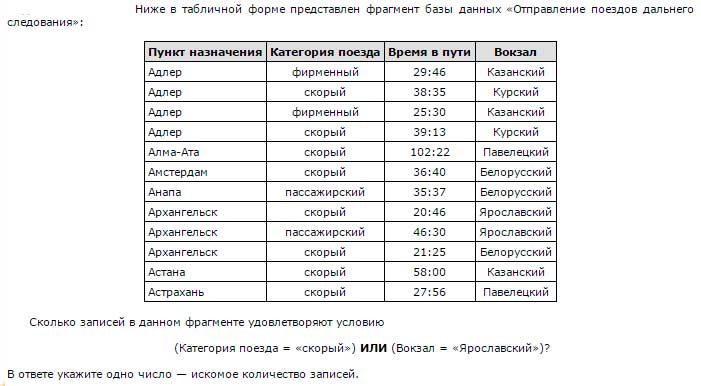 Ниже в табличной форме представлен фрагмент базы данных «Отправление поездов дальнего
следования»:
Пункт назначения Категория поезда Время в пути Вокзал
Адлер фирменный 29:46 Казанский
Адлер скорый 38:35 Курский
Адлер фирменный 25:30 Казанский
Адлер скорый 39:13 Курский
Алма-Ата скорый 102:22 Павелецкий
Амстердам скорый 36:40 Белорусский
Анапа пассажирский 35:37 Белорусский
Архангельск скорый 20:46 Ярославский
Архангельск пассажирский 46:30 Ярославский
Архангельск скорый 21:25 Белорусский
Астана скорый 58:00 Казанский
Астрахань скорый 27:56 Павелецкий
Сколько записей в данном фрагменте удовлетворяют условию
(Категория поезда = «скорый») ИЛИ (Вокзал = «Ярославский»)?
В ответе укажите одно число — искомое количество записей.